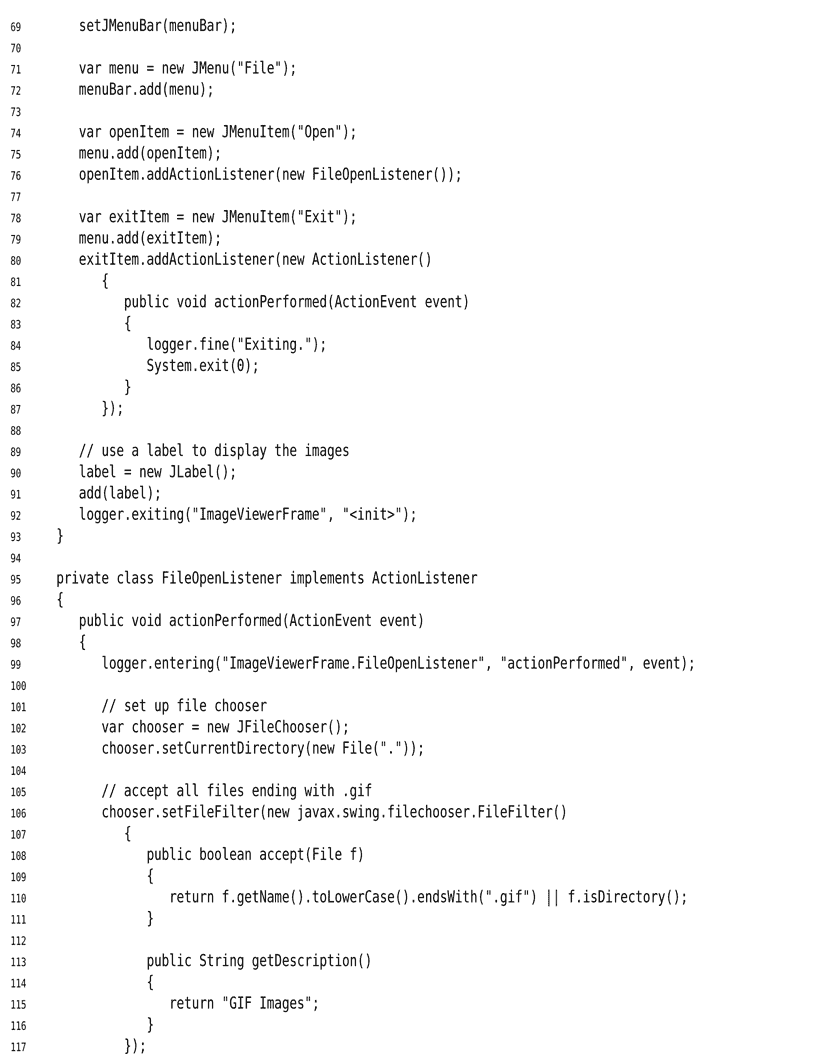 69 setJMenuBar(menuBar);
70
71 var menu = new JMenu("File");
72 menuBar.add(menu);
73
74 var openItem = new JMenuItem("Open");
75 menu.add(openItem);
76 openItem.addActionListener(new FileOpenListener());
77
78 var exitItem = new JMenuItem("Exit");
79 menu.add(exitItem);
80 exitItem.addActionListener(new ActionListener()
81 {
82 public void actionPerformed(ActionEvent event)
83 {
84 logger.fine("Exiting.");
85 System.exit(0);
86 }
87 });
88
89 // use a label to display the images
90 label = new JLabel();
91 add(label);
92 logger.exiting("ImageViewerFrame", "<init>");
93 }
94
95 private class FileOpenListener implements ActionListener
96 {
97 public void actionPerformed(ActionEvent event)
98 {
99 logger.entering("ImageViewerFrame.FileOpenListener", "actionPerformed", event);
100
101 // set up file chooser
102 var chooser = new JFileChooser();
103 chooser.setCurrentDirectory(new File("."));
104
105 // accept all files ending with .gif
106 chooser.setFileFilter(new javax.swing.filechooser.FileFilter()
107 {
108 public boolean accept(File f)
109 {
110 return f.getName().toLowerCase().endsWith(".gif") || f.isDirectory();
111 }
112
113 public String getDescription()
114 {
115 return "GIF Images";
116 }
117 });